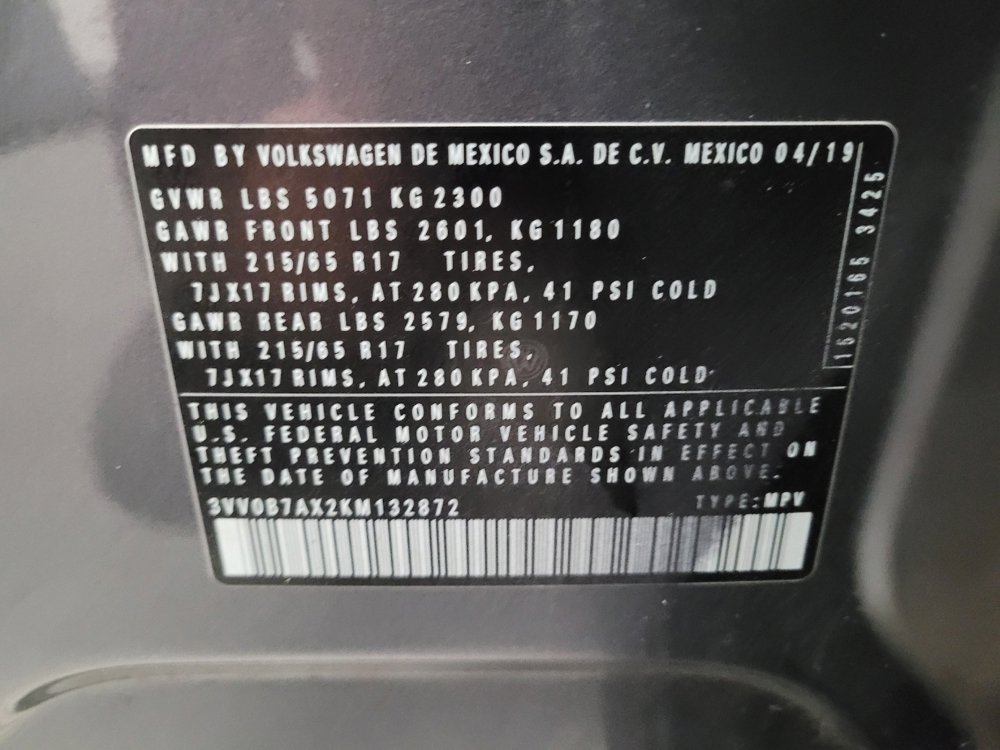 MFD BY VOLKSWAGEN DE MEXICO S.A. DE C.V. MEXICO 04/19
GVWR LBS 5071 KG 2300
GAWR FRONT LBS 2601, KG 1180
WITH 215/65 R17 TIRES,
7JX17 RIMS, AT 280 KPA, 41 PSI COLD
GAWR REAR LBS 2579, KG 1170
WITH 215/65 R17 TIRES,
7JX17 RIMS, AT 280 KPA, 41 PSI COLD
1520165 3425
THIS VEHICLE CONFORMS TO ALL APPLICABLE
U.S. FEDERAL MOTOR VEHICLE SAFETY AND
THEFT PREVENTION STANDARDS IN EFFECT ON
THE DATE OF MANUFACTURE SHOWN ABOVE.
3VV0B7AX2KM132872 TYPE:MPV